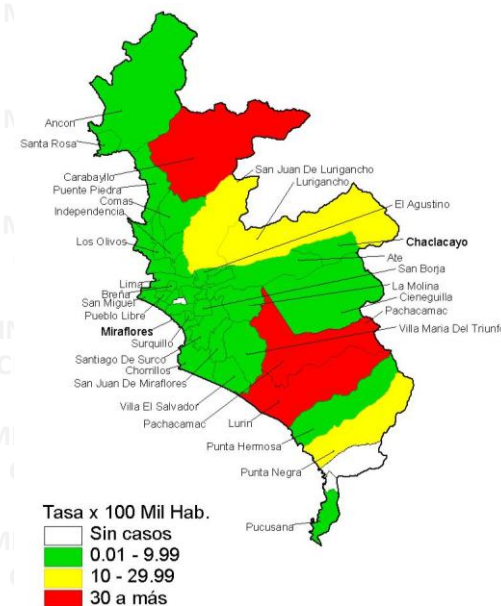 Ancon
Santa Rosa
Carabayllo
Puente Piedra
Comas
Independencia
Los Olivos
Lima
Breña
San Miguel
Pueblo Libre
Miraflores
Surquillo
Santiago De Surco
Chorrillos
San Juan De Miraflores
Villa El Salvador
Pachacamac
Lurin
Punta Hermosa
Punta Negra
Pucusana
San Juan De Lurigancho
Lurigancho
El Agustino
Chaclacayo
Ate
San Borja
La Molina
Cieneguilla
Pachacamac
Villa Maria Del Triunfo
Tasa x 100 Mil Hab.
Sin casos
0.01 - 9.99
10 - 29.99
30 a más